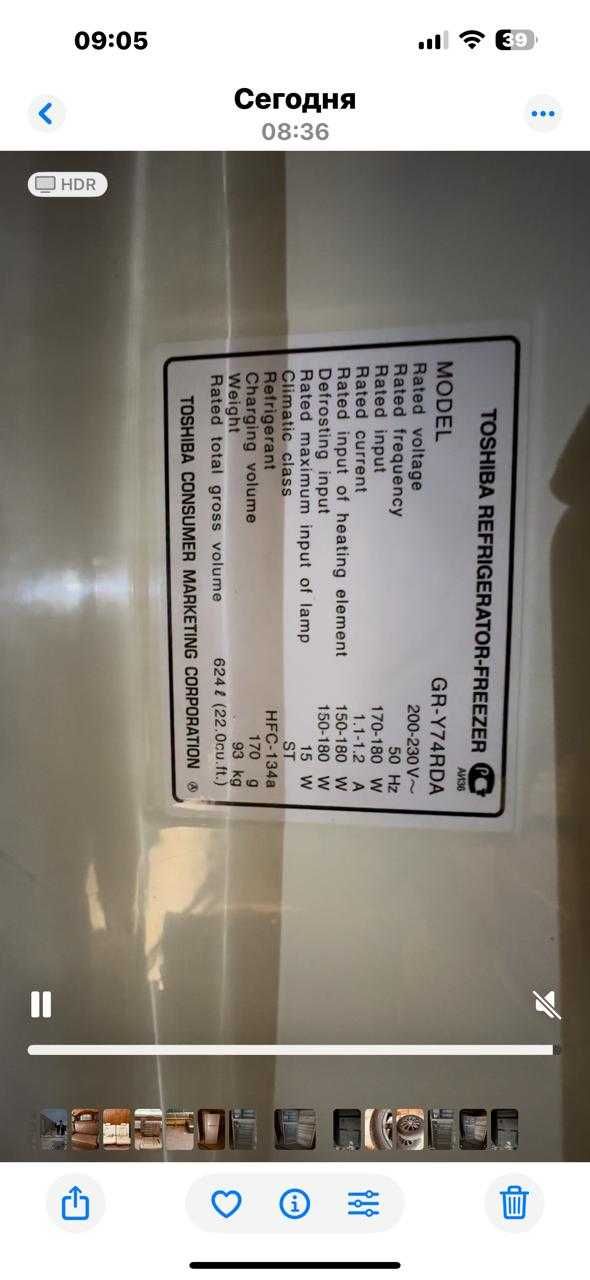 09:05
39
Сегодня
08:36
HDR
TOSHIBA REFRIGERATOR-FREEZER
АИ36
MODEL GR-Y74RDA
Rated voltage 200-230V~
Rated frequency 50 Hz
Rated input 170-180 W
Rated current 1.1-1.2 A
Rated input of heating element 150-180 W
Defrosting input 150-180 W
Rated maximum input of lamp 15 W
Climatic class ST
Refrigerant HFC-134a
Charging volume 170 g
Weight 93 kg
Rated total gross volume 624ℓ (22.0cu.ft.)
TOSHIBA CONSUMER MARKETING CORPORATION Ⓐ